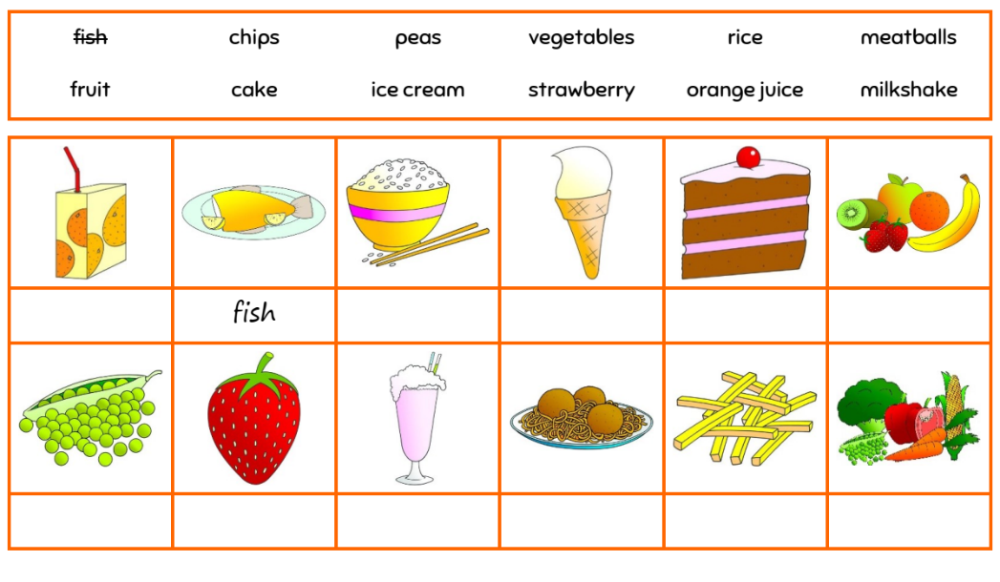 fish chips peas vegetables rice meatballs
fruit cake ice cream strawberry orange juice milkshake
fish